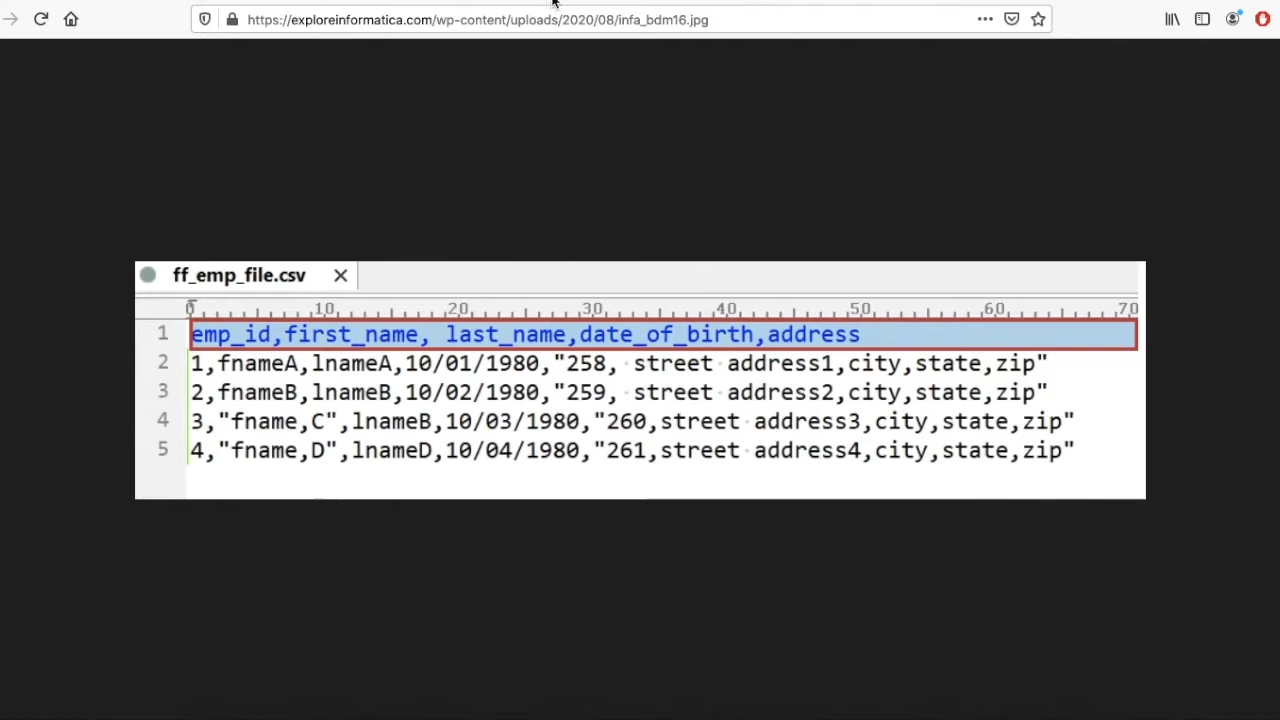 https://exploreinformatica.com/wp-content/uploads/2020/08/infa_bdm16.jpg
ff_emp_file.csv
0 10 20 30 40 50 60 70
1 emp_id,first_name, last_name,date_of_birth,address
2 1,fnameA,lnameA,10/01/1980,"258, street address1,city,state,zip"
3 2,fnameB,lnameB,10/02/1980,"259, street address2,city,state,zip"
4 3,"fname,C",lnameB,10/03/1980,"260,street address3,city,state,zip"
5 4,"fname,D",lnameD,10/04/1980,"261,street address4,city,state,zip"